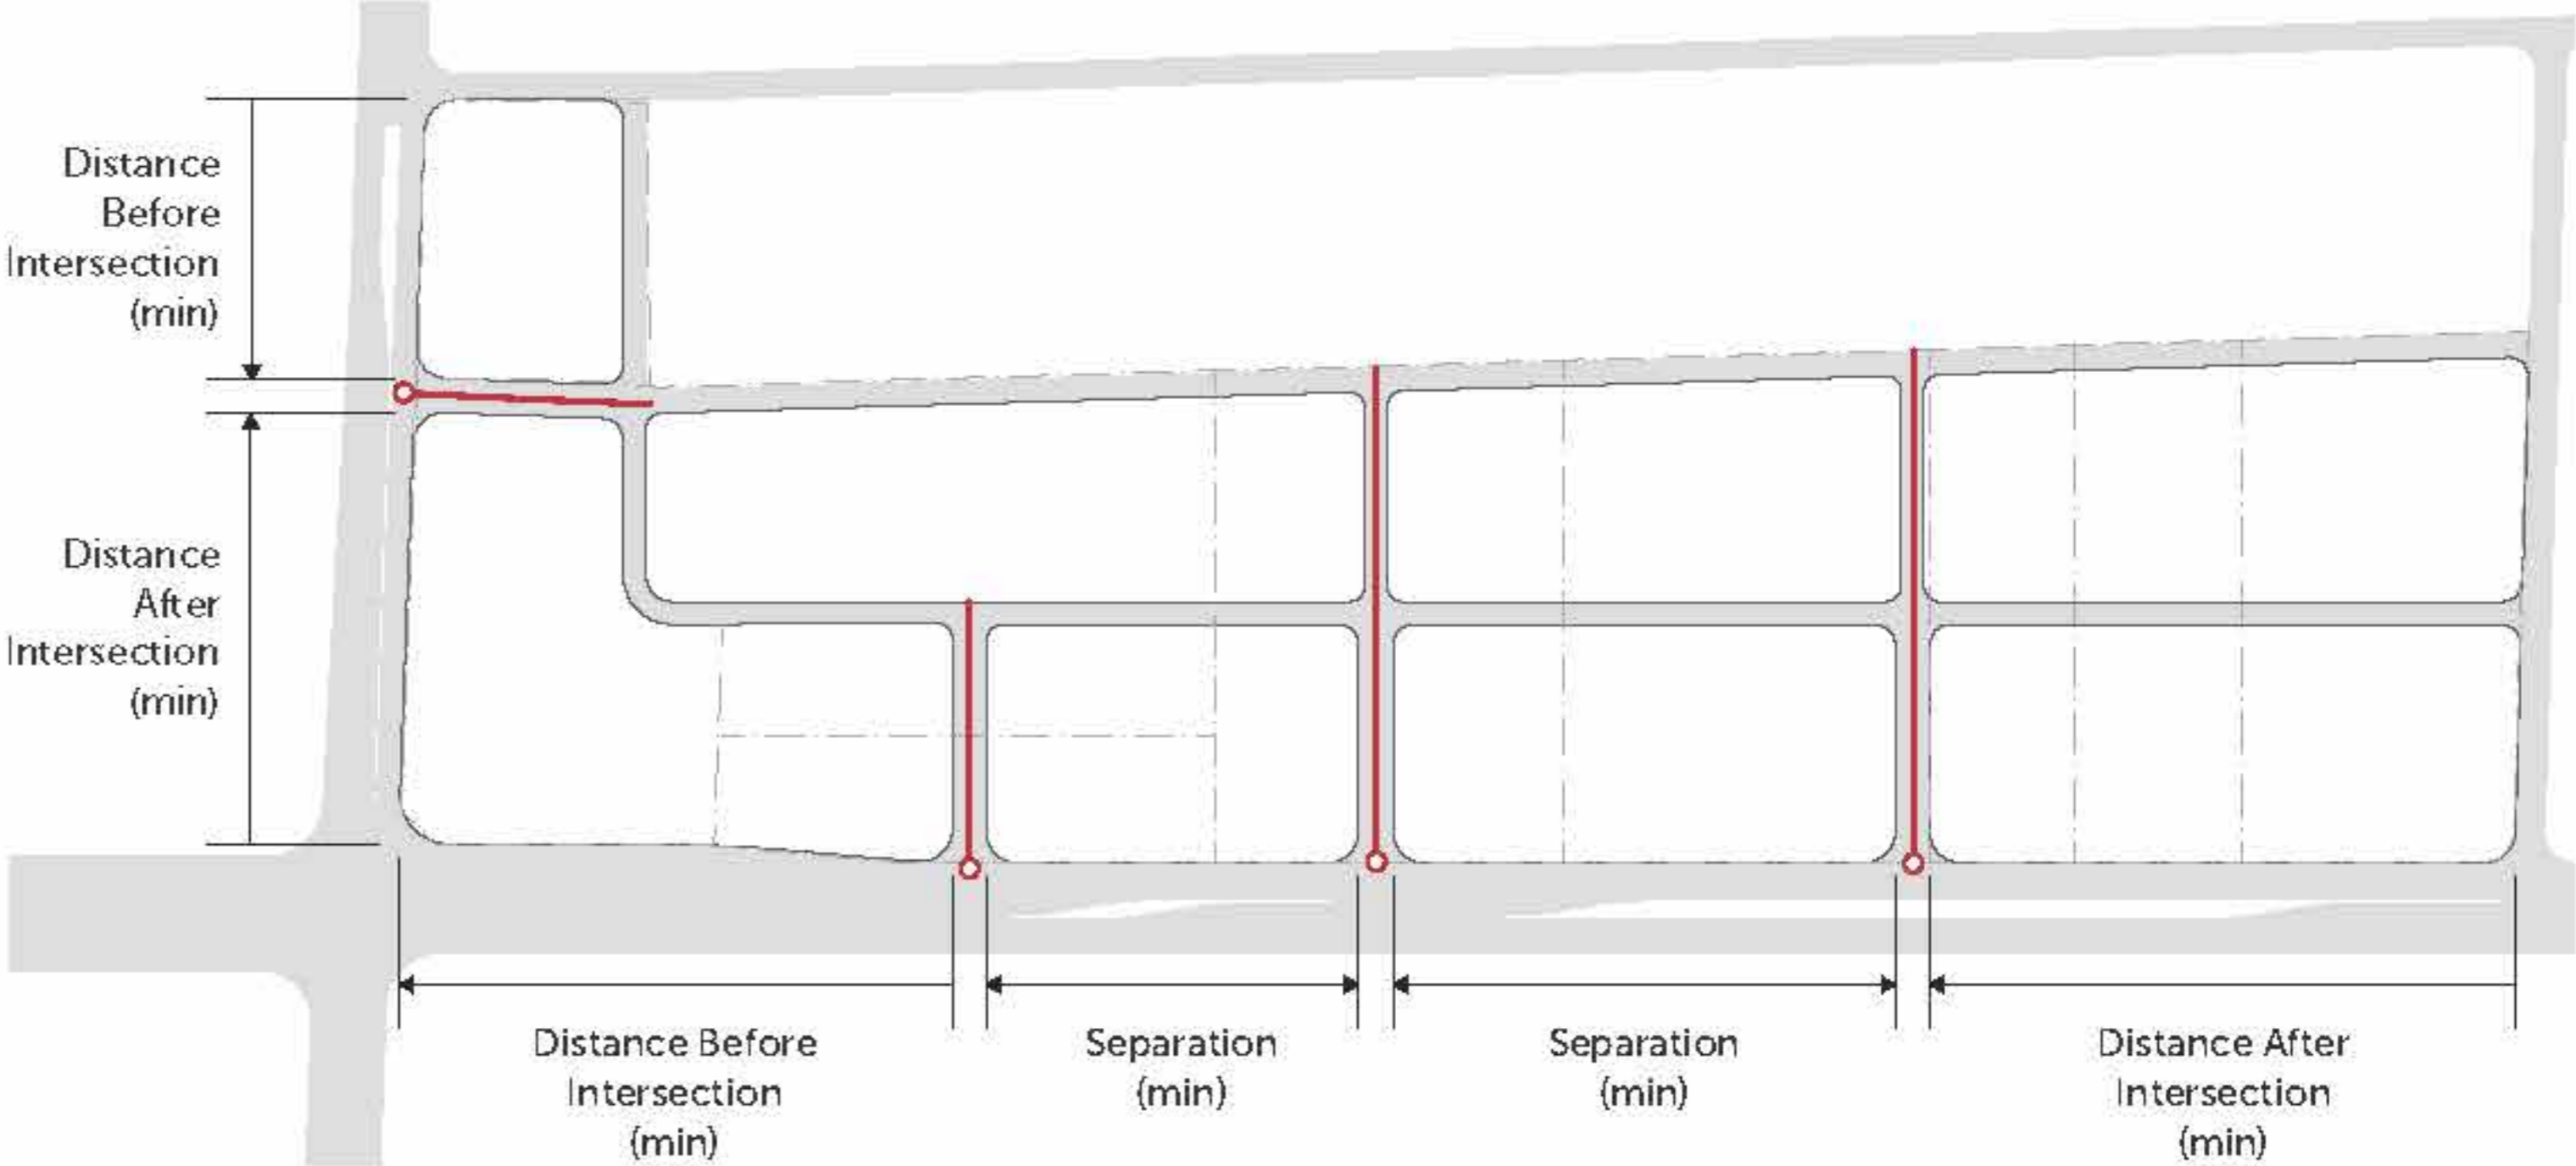 Distance
Before
Intersection
(min)
Distance
After
Intersection
(min)
Distance Before
Intersection
(min)
Separation
(min)
Separation
(min)
Distance After
Intersection
(min)